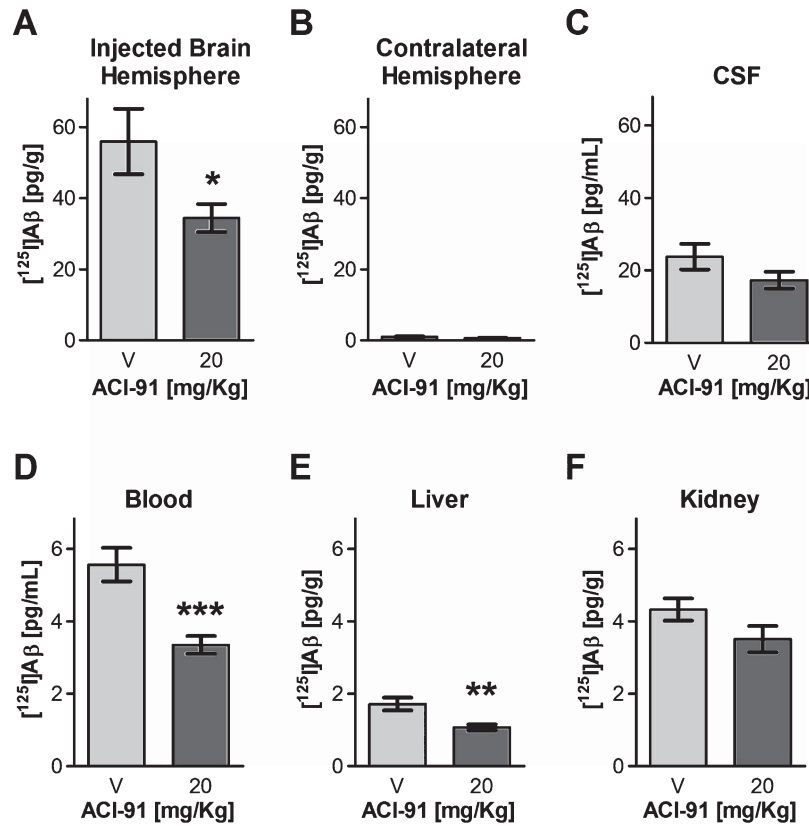 A
Injected Brain
Hemisphere
[¹²⁵I]Aβ [pg/g]
60
40
20
0
*
V 20
ACI-91 [mg/Kg]
B
Contralateral
Hemisphere
[¹²⁵I]Aβ [pg/g]
60
40
20
0
V 20
ACI-91 [mg/Kg]
C
CSF
[¹²⁵I]Aβ [pg/mL]
60
40
20
0
V 20
ACI-91 [mg/Kg]
D
Blood
[¹²⁵I]Aβ [pg/mL]
6
4
2
0
***
V 20
ACI-91 [mg/Kg]
E
Liver
[¹²⁵I]Aβ [pg/g]
6
4
2
0
**
V 20
ACI-91 [mg/Kg]
F
Kidney
[¹²⁵I]Aβ [pg/g]
6
4
2
0
V 20
ACI-91 [mg/Kg]